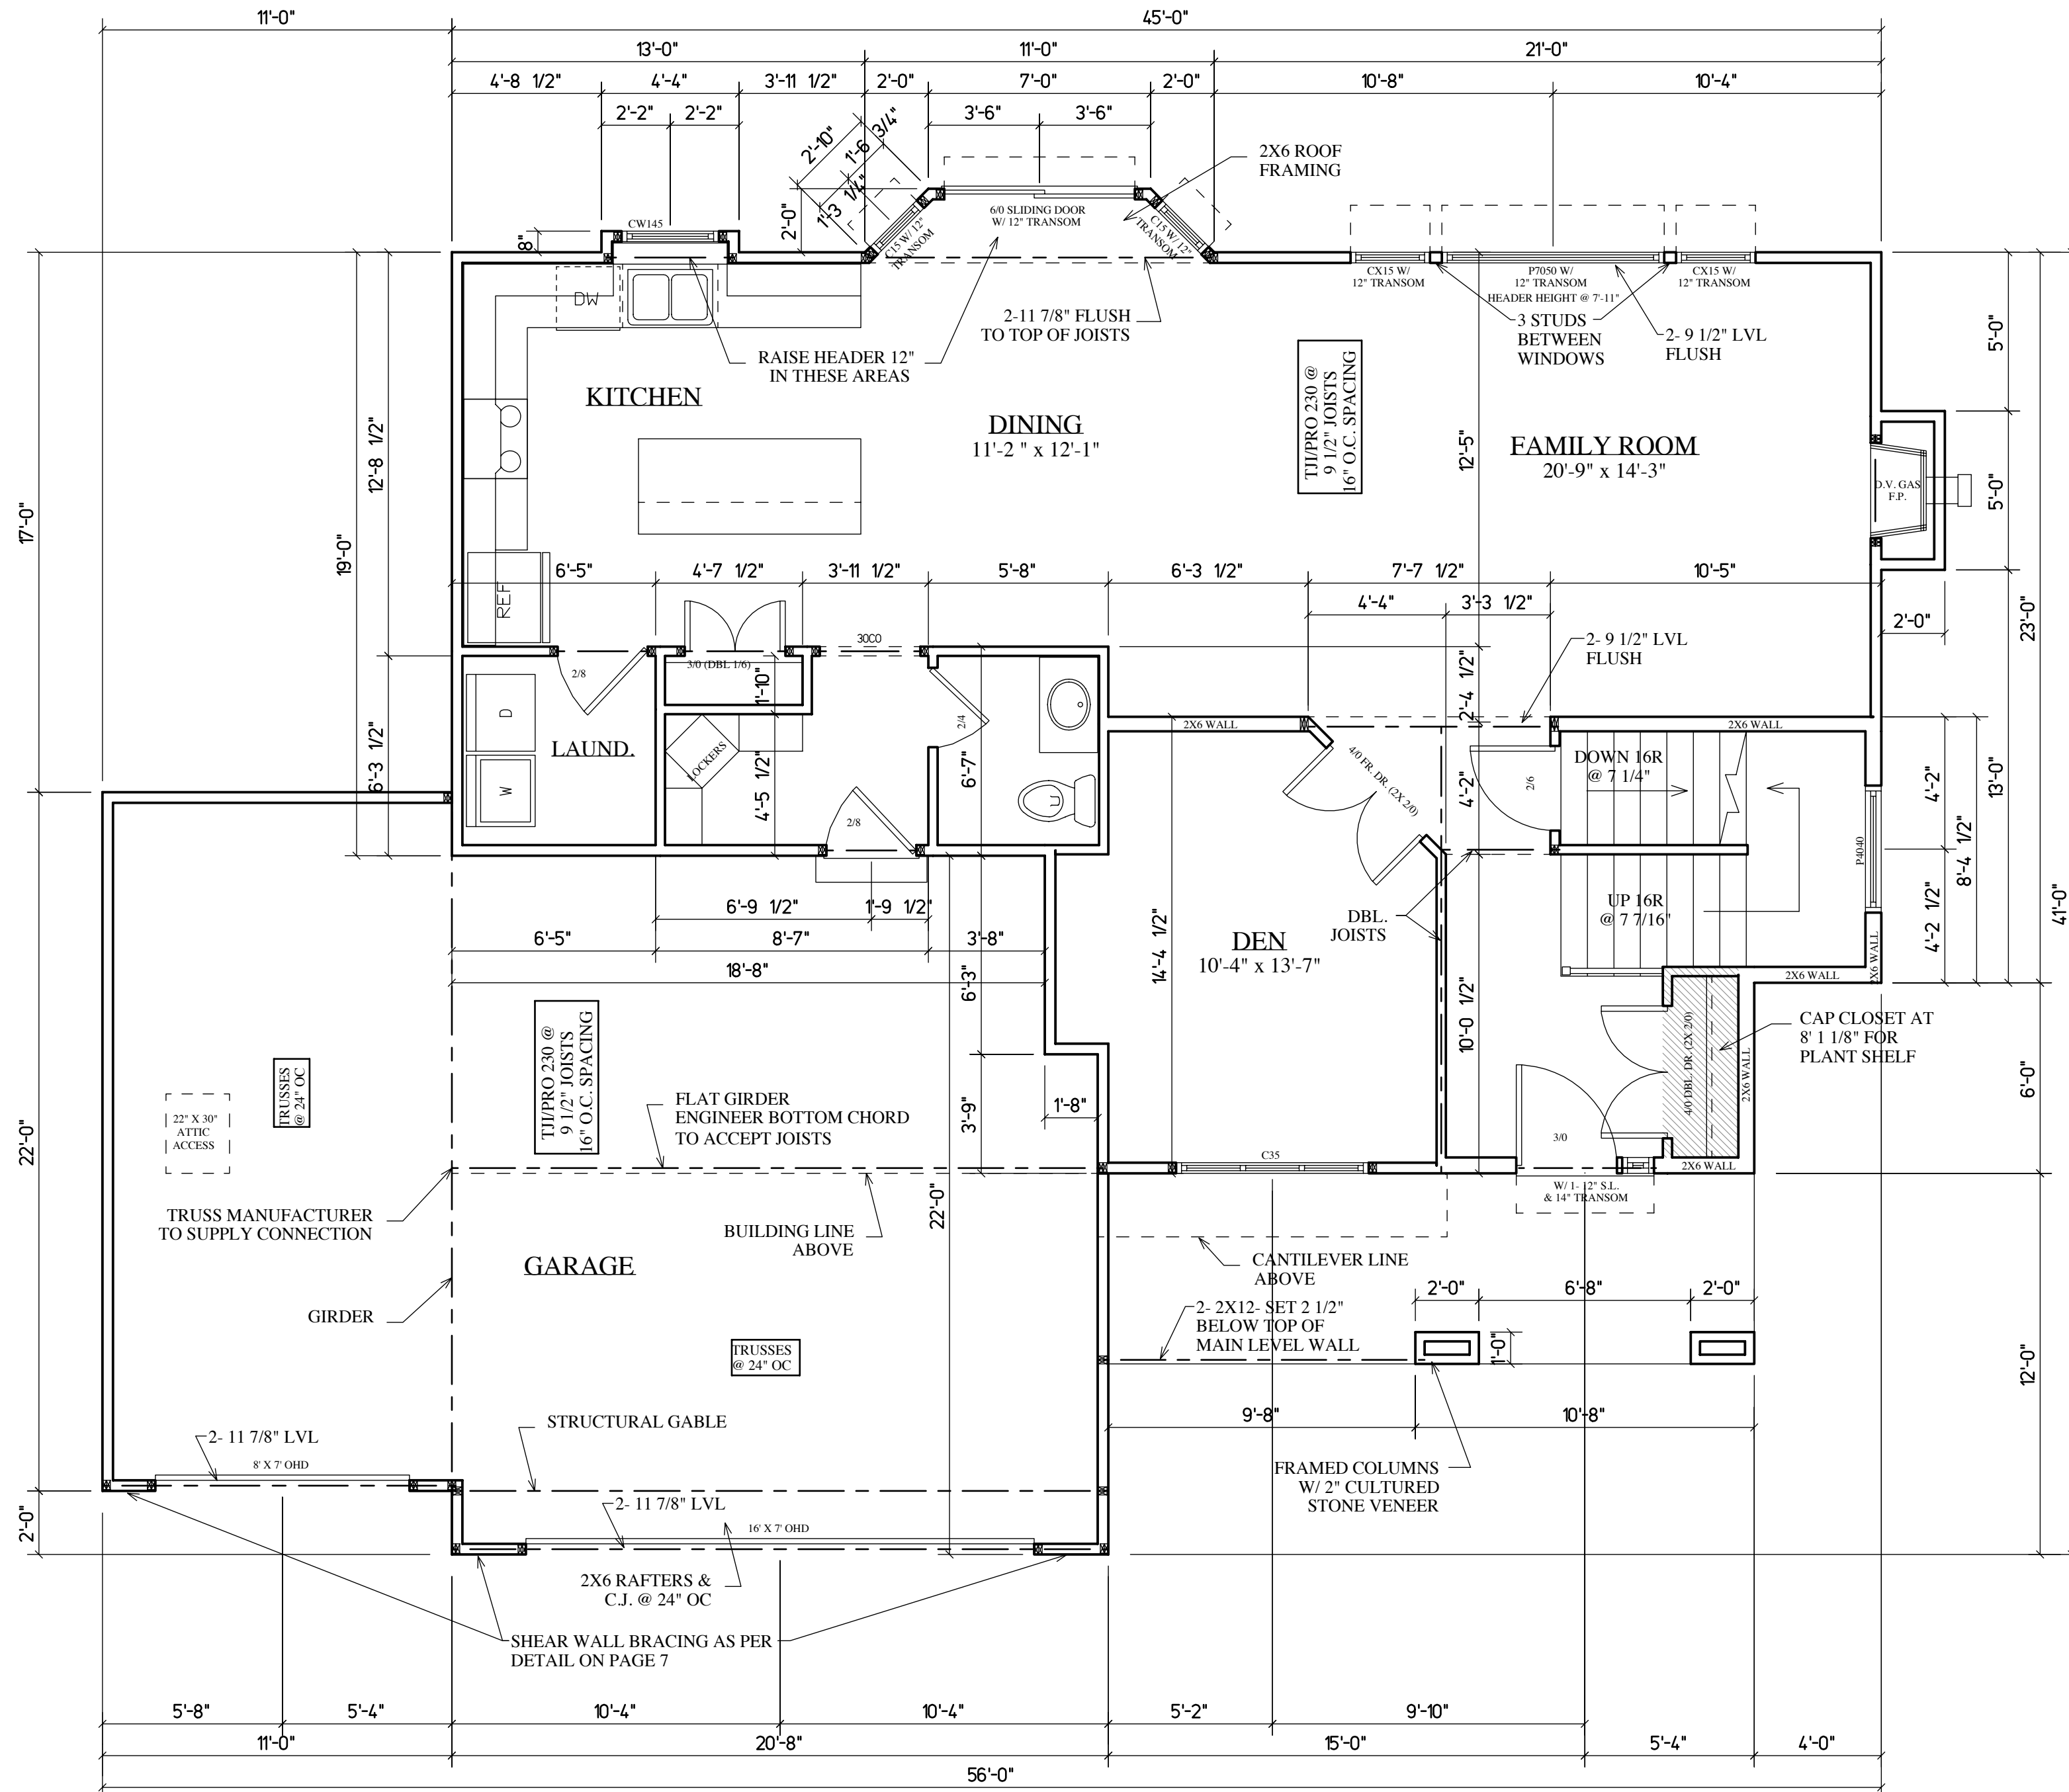 11'-0"
45'-0"
13'-0"
11'-0"
21'-0"
4'-8 1/2"
4'-4"
3'-11 1/2"
2'-0"
7'-0"
2'-0"
10'-8"
10'-4"
2'-2"
2'-2"
3'-6"
3'-6"
2'-10"
1'-6 3/4"
1'-3 1/4"
2'-0"
8"
2X6 ROOF
FRAMING
CW145
6/0 SLIDING DOOR
W/ 12" TRANSOM
C15 W/ 12"
TRANSOM
C15 W/ 12"
TRANSOM
CX15 W/
12" TRANSOM
P7050 W/
12" TRANSOM
HEADER HEIGHT @ 7'-11"
CX15 W/
12" TRANSOM
DW
2-11 7/8" FLUSH
TO TOP OF JOISTS
3 STUDS
BETWEEN
WINDOWS
2- 9 1/2" LVL
FLUSH
RAISE HEADER 12"
IN THESE AREAS
5'-0"
KITCHEN
DINING
11'-2 " x 12'-1"
TJI/PRO 230 @
9 1/2" JOISTS
16" O.C. SPACING
12'-5"
FAMILY ROOM
20'-9" x 14'-3"
D.V. GAS
F.P.
5'-0"
12'-8 1/2"
17'-0"
19'-0"
REF
6'-5"
4'-7 1/2"
3'-11 1/2"
5'-8"
6'-3 1/2"
7'-7 1/2"
10'-5"
4'-4"
3'-3 1/2"
2'-0"
23'-0"
30CO
2- 9 1/2" LVL
FLUSH
2/8
3/0 (DBL 1/6)
1'-10"
2'-4 1/2"
D
W
LAUND.
LOCKERS
2/4
2X6 WALL
2X6 WALL
4/0 FR. DR. (2X 2/0)
DOWN 16R
@ 7 1/4"
6'-3 1/2"
4'-5 1/2"
6'-7"
4'-2"
2/6
4'-2"
13'-0"
2/8
P4040
8'-4 1/2"
41'-0"
UP 16R
@ 7 7/16"
4'-2 1/2"
6'-9 1/2"
1'-9 1/2"
DBL.
JOISTS
6'-5"
8'-7"
3'-8"
18'-8"
6'-3"
DEN
10'-4" x 13'-7"
14'-4 1/2"
10'-0 1/2"
2X6 WALL
2X6 WALL
CAP CLOSET AT
8' 1 1/8" FOR
PLANT SHELF
4/0 DBL. DR. (2X 2/0)
2X6 WALL
6'-0"
TRUSSES
@ 24" OC
TJI/PRO 230 @
9 1/2" JOISTS
16" O.C. SPACING
22" X 30"
ATTIC
ACCESS
FLAT GIRDER
ENGINEER BOTTOM CHORD
TO ACCEPT JOISTS
3'-9"
1'-8"
3/0
22'-0"
C35
2X6 WALL
W/ 1- 12" S.L.
& 14" TRANSOM
TRUSS MANUFACTURER
TO SUPPLY CONNECTION
22'-0"
BUILDING LINE
ABOVE
GARAGE
CANTILEVER LINE
ABOVE
GIRDER
2- 2X12- SET 2 1/2"
BELOW TOP OF
MAIN LEVEL WALL
2'-0"
6'-8"
2'-0"
1'-0"
TRUSSES
@ 24" OC
12'-0"
STRUCTURAL GABLE
9'-8"
10'-8"
2- 11 7/8" LVL
8' X 7' OHD
FRAMED COLUMNS
W/ 2" CULTURED
STONE VENEER
2'-0"
2- 11 7/8" LVL
16' X 7' OHD
2X6 RAFTERS &
C.J. @ 24" OC
SHEAR WALL BRACING AS PER
DETAIL ON PAGE 7
5'-8"
5'-4"
10'-4"
10'-4"
5'-2"
9'-10"
11'-0"
20'-8"
15'-0"
5'-4"
4'-0"
56'-0"